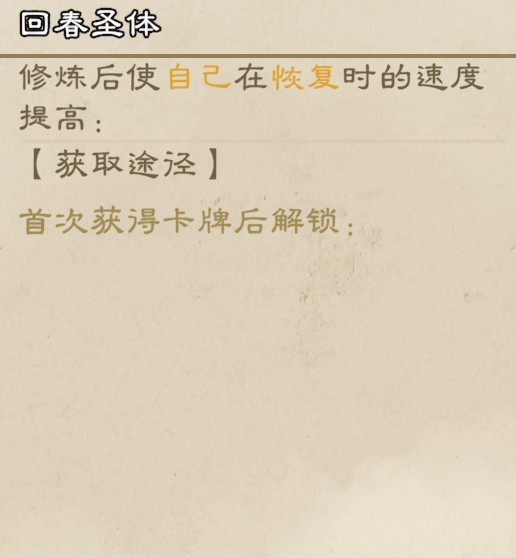 回春圣体
修炼后使自己在恢复时的速度
提高：
【获取途径】
首次获得卡牌后解锁：